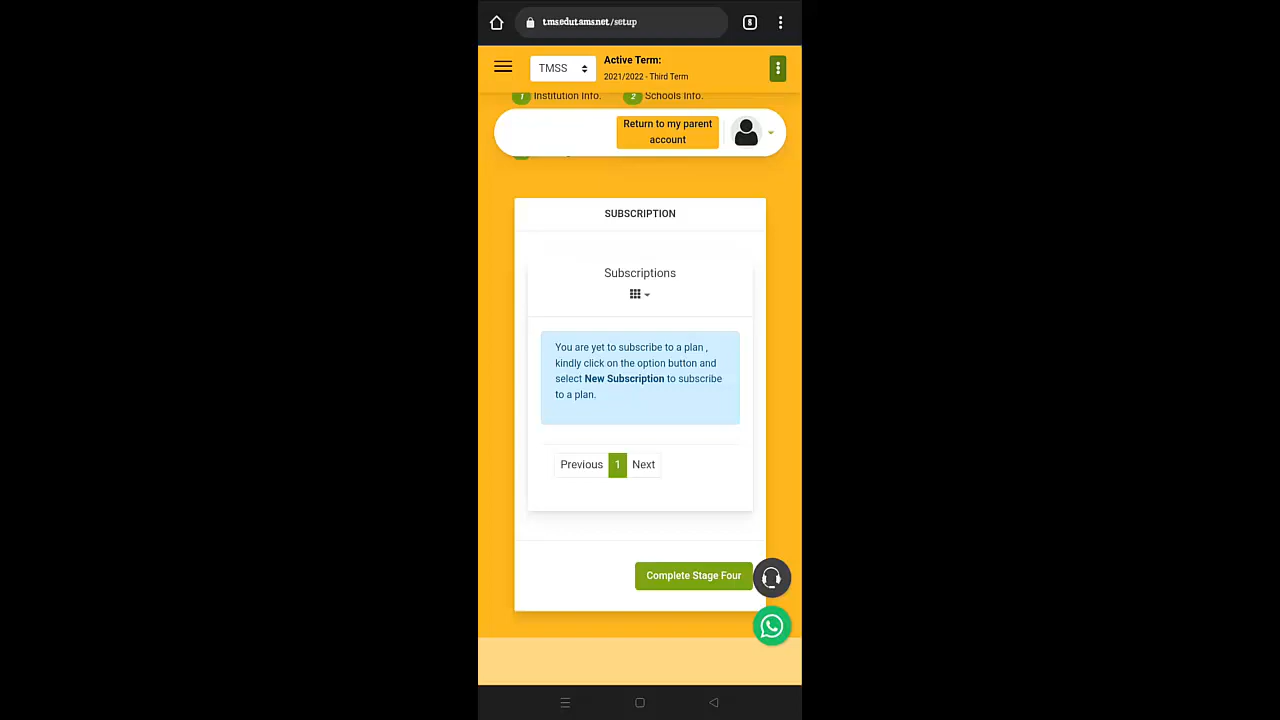 tmsedutams.net/setup
8
TMSS
Active Term:
2021/2022 - Third Term
1 Institution Info. 2 Schools Info.
Return to my parent
account
SUBSCRIPTION
Subscriptions
You are yet to subscribe to a plan ,
kindly click on the option button and
select New Subscription to subscribe
to a plan.
Previous 1 Next
Complete Stage Four